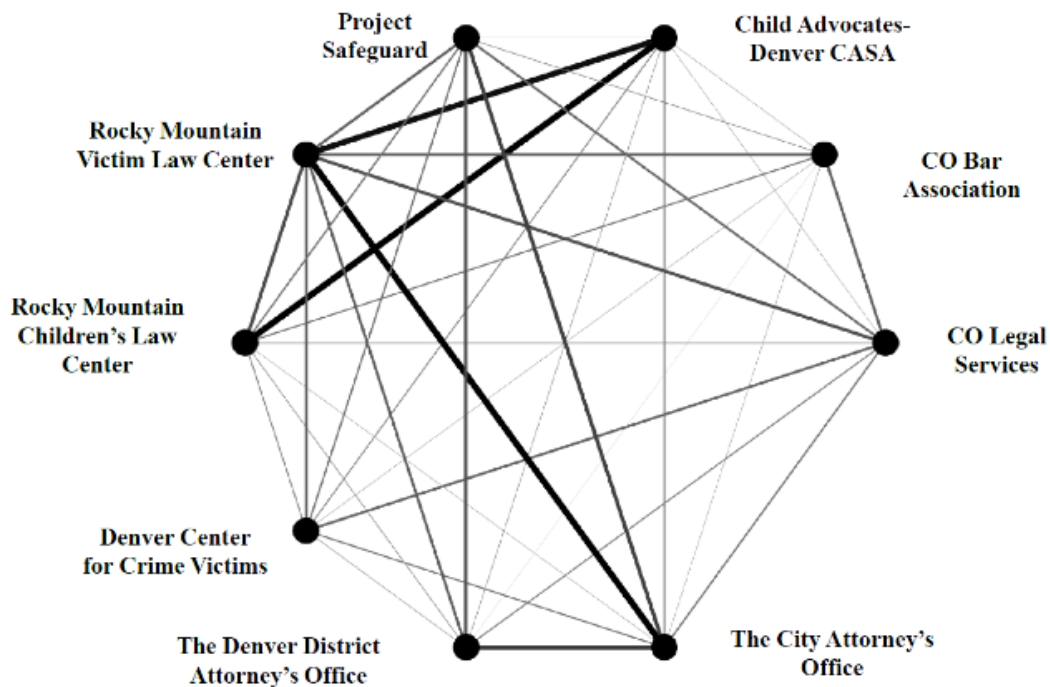 Project
Safeguard
Child Advocates-
Denver CASA
Rocky Mountain
Victim Law Center
CO Bar
Association
Rocky Mountain
Children's Law
Center
CO Legal
Services
Denver Center
for Crime Victims
The Denver District
Attorney's Office
The City Attorney's
Office